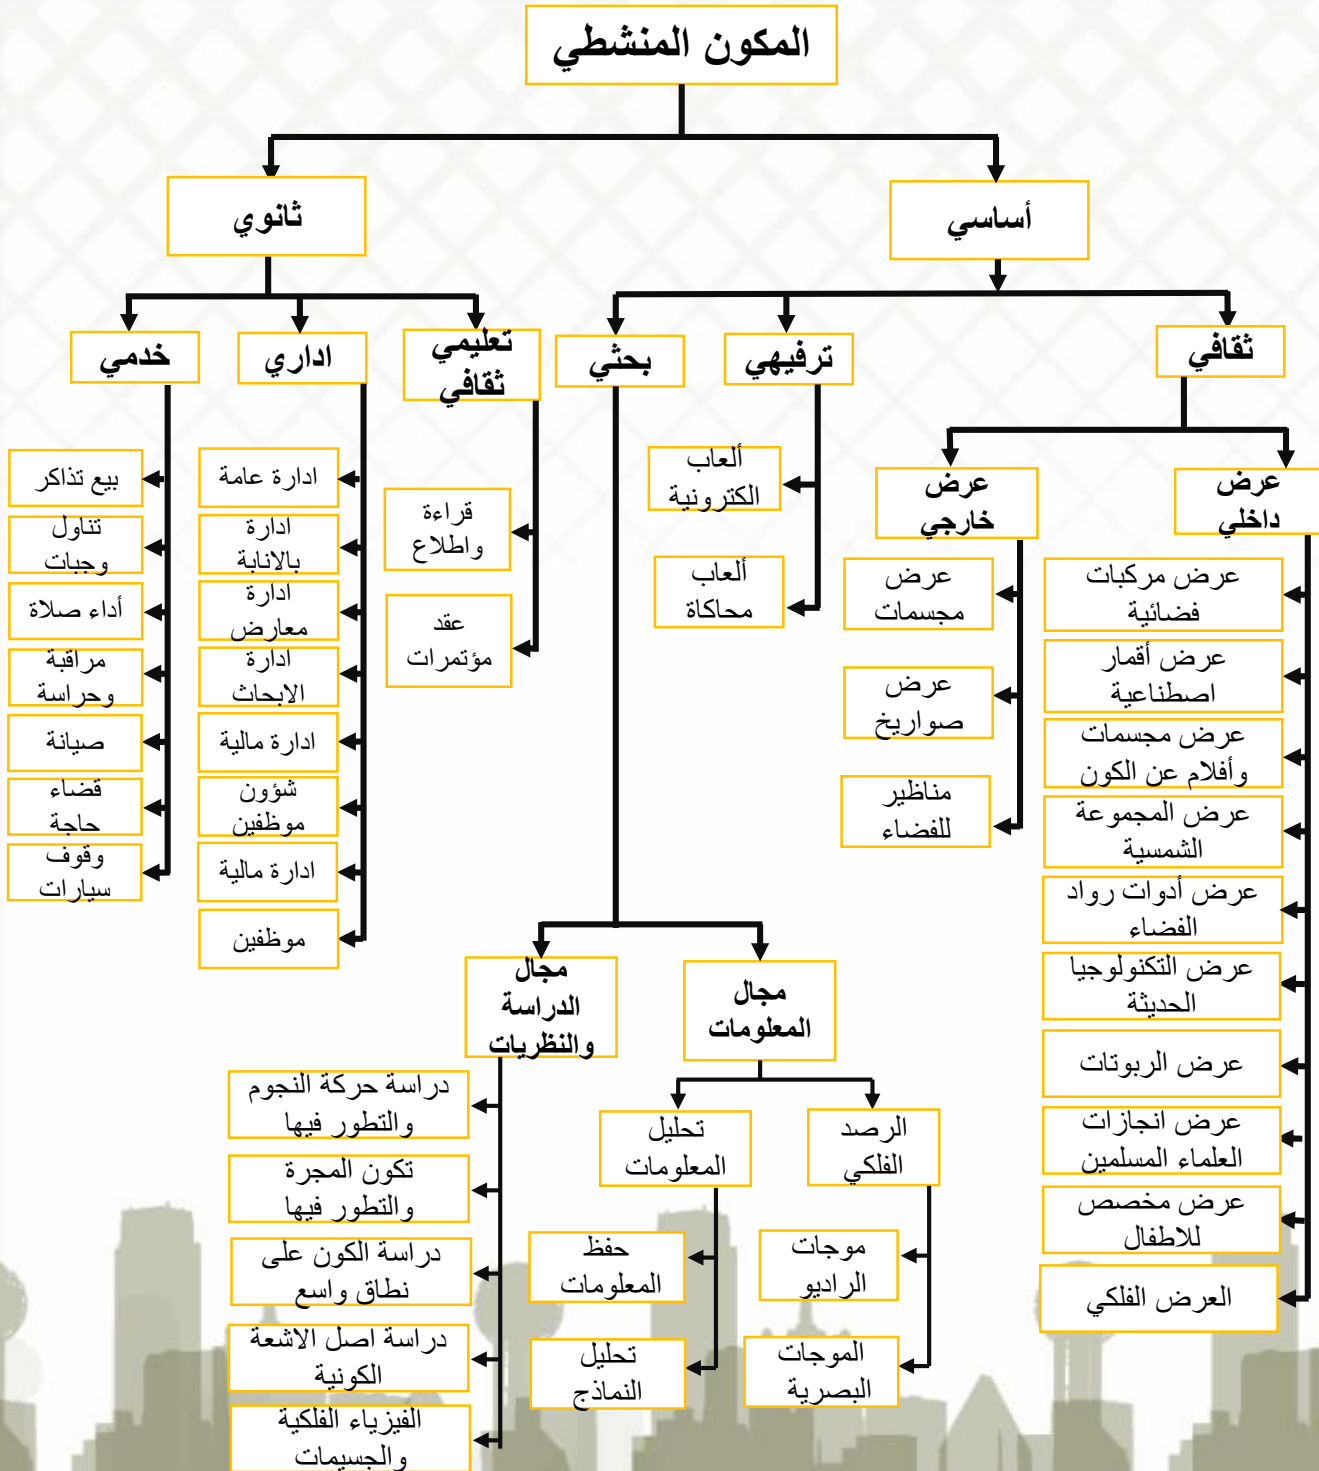 المكون المنشطي
أساسي
ثانوي
ثقافي
ترفيهي
بحثي
تعليمي
ثقافي
اداري
خدمي
عرض
داخلي
عرض مركبات
فضائية
عرض أقمار
اصطناعية
عرض مجسمات
وأفلام عن الكون
عرض المجموعة
الشمسية
عرض أدوات رواد
الفضاء
عرض التكنولوجيا
الحديثة
عرض الربوتات
عرض انجازات
العلماء المسلمين
عرض مخصص
للاطفال
العرض الفلكي
عرض
خارجي
عرض
مجسمات
عرض
صواريخ
مناظير
للفضاء
ألعاب
الكترونية
ألعاب
محاكاة
مجال
المعلومات
الرصد
الفلكي
موجات
الراديو
الموجات
البصرية
تحليل
المعلومات
حفظ
المعلومات
تحليل
النماذج
مجال
الدراسة
والنظريات
دراسة حركة النجوم
والتطور فيها
تكون المجرة
والتطور فيها
دراسة الكون على
نطاق واسع
دراسة اصل الاشعة
الكونية
الفيزياء الفلكية
والجسيمات
قراءة
واطلاع
عقد
مؤتمرات
ادارة عامة
ادارة
بالانابة
ادارة
معارض
ادارة
الابحاث
ادارة مالية
شؤون
موظفين
ادارة مالية
موظفين
بيع تذاكر
تناول
وجبات
أداء صلاة
مراقبة
وحراسة
صيانة
قضاء
حاجة
وقوف
سيارات